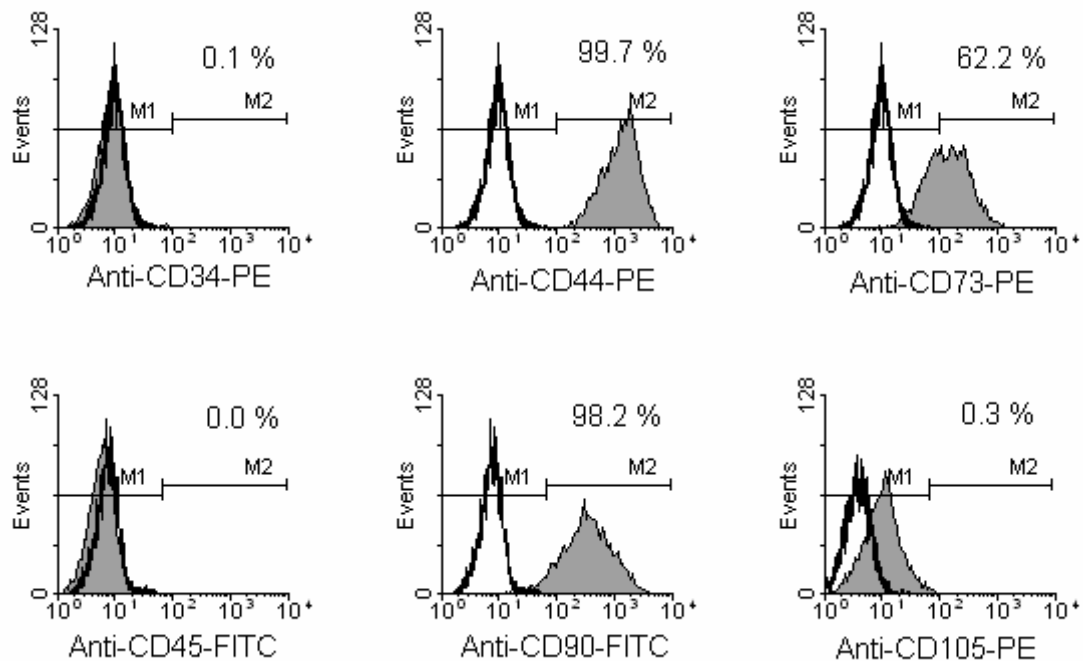 128
0.1 %
M1
M2
Events
0
10⁰ 10¹ 10² 10³ 10⁴
Anti-CD34-PE
128
99.7 %
M1
M2
Events
0
10⁰ 10¹ 10² 10³ 10⁴
Anti-CD44-PE
128
62.2 %
M1
M2
Events
0
10⁰ 10¹ 10² 10³ 10⁴
Anti-CD73-PE
128
0.0 %
M1
M2
Events
0
10⁰ 10¹ 10² 10³ 10⁴
Anti-CD45-FITC
128
98.2 %
M1
M2
Events
0
10⁰ 10¹ 10² 10³ 10⁴
Anti-CD90-FITC
128
0.3 %
M1
M2
Events
0
10⁰ 10¹ 10² 10³ 10⁴
Anti-CD105-PE